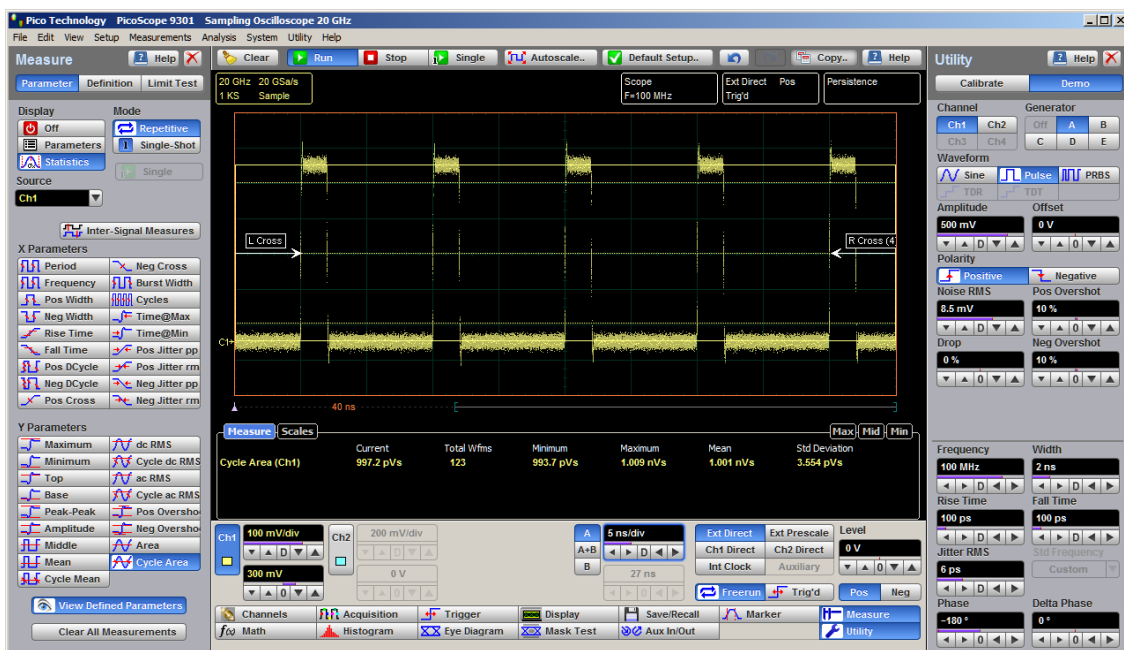 Pico Technology PicoScope 9301 Sampling Oscilloscope 20 GHz
File Edit View Setup Measurements Analysis System Utility Help
Measure Help
Parameter Definition Limit Test
Display Mode
Off Repetitive
Parameters Single-Shot
Statistics Single
Source
Ch1
Inter-Signal Measures
X Parameters
Period Neg Cross
Frequency Burst Width
Pos Width Cycles
Neg Width Time@Max
Rise Time Time@Min
Fall Time Pos Jitter pp
Pos DCycle Pos Jitter rm
Neg DCycle Neg Jitter pp
Pos Cross Neg Jitter rm
Y Parameters
Maximum dc RMS
Minimum Cycle dc RMS
Top ac RMS
Base Cycle ac RMS
Peak-Peak Pos Oversho
Amplitude Neg Oversho
Middle Area
Mean Cycle Area
Cycle Mean
View Defined Parameters
Clear All Measurements
Clear Run Stop Single Autoscale.. Default Setup.. Copy.. Help
20 GHz 20 GSa/s
1 KS Sample
Scope
F=100 MHz
Ext Direct Pos
Trig'd
Persistence
L Cross R Cross (4
C1+
40 ns
Measure Scales Max Mid Min
Current Total Wfms Minimum Maximum Mean Std Deviation
Cycle Area (Ch1) 997.2 pVs 123 993.7 pVs 1.009 nVs 1.001 nVs 3.554 pVs
Ch1 100 mV/div Ch2 200 mV/div A 5 ns/div Ext Direct Ext Prescale Level
D D A+B D Ch1 Direct Ch2 Direct 0 V
300 mV 0 V B 27 ns Int Clock Auxiliary 0
0 0 0 Freerun Trig'd Pos Neg
Channels Acquisition Trigger Display Save/Recall Marker Measure
f(x) Math Histogram Eye Diagram Mask Test Aux In/Out Utility
Utility Help
Calibrate Demo
Channel Generator
Ch1 Ch2 Off A B
Ch3 Ch4 C D E
Waveform
Sine Pulse PRBS
TDR TDT
Amplitude Offset
500 mV 0 V
D 0
Polarity
Positive Negative
Noise RMS Pos Overshot
8.5 mV 10 %
D 0
Drop Neg Overshot
0 % 10 %
0 0
Frequency Width
100 MHz 2 ns
D D
Rise Time Fall Time
100 ps 100 ps
D D
Jitter RMS Std Frequency
6 ps Custom
D
Phase Delta Phase
-180 ° 0 °
0 0